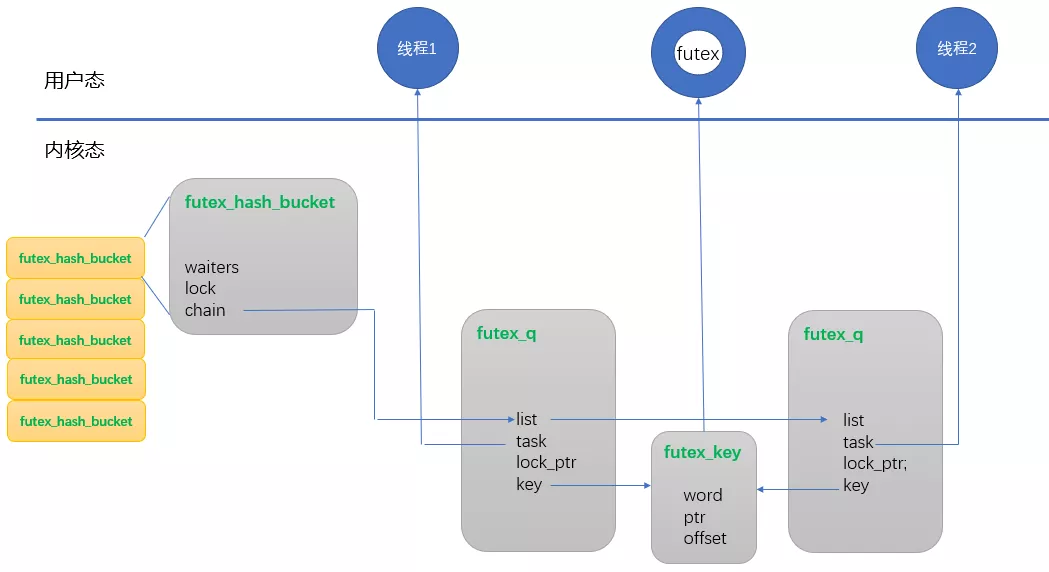 线程1
futex
线程2
用户态
内核态
futex_hash_bucket
waiters
lock
chain
futex_hash_bucket
futex_hash_bucket
futex_hash_bucket
futex_hash_bucket
futex_hash_bucket
futex_q
list
task
lock_ptr
key
futex_key
word
ptr
offset
futex_q
list
task
lock_ptr;
key